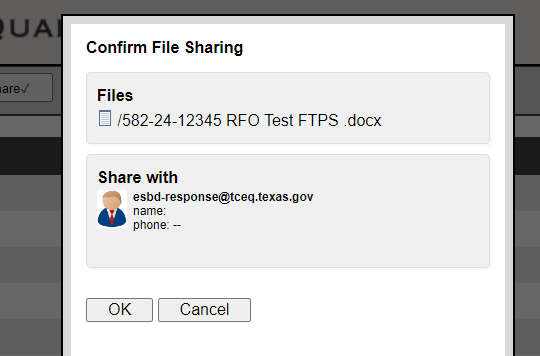 QUAL
are✓
Confirm File Sharing
Files
/582-24-12345 RFO Test FTPS .docx
Share with
esbd-response@tceq.texas.gov
name:
phone: --
OK
Cancel